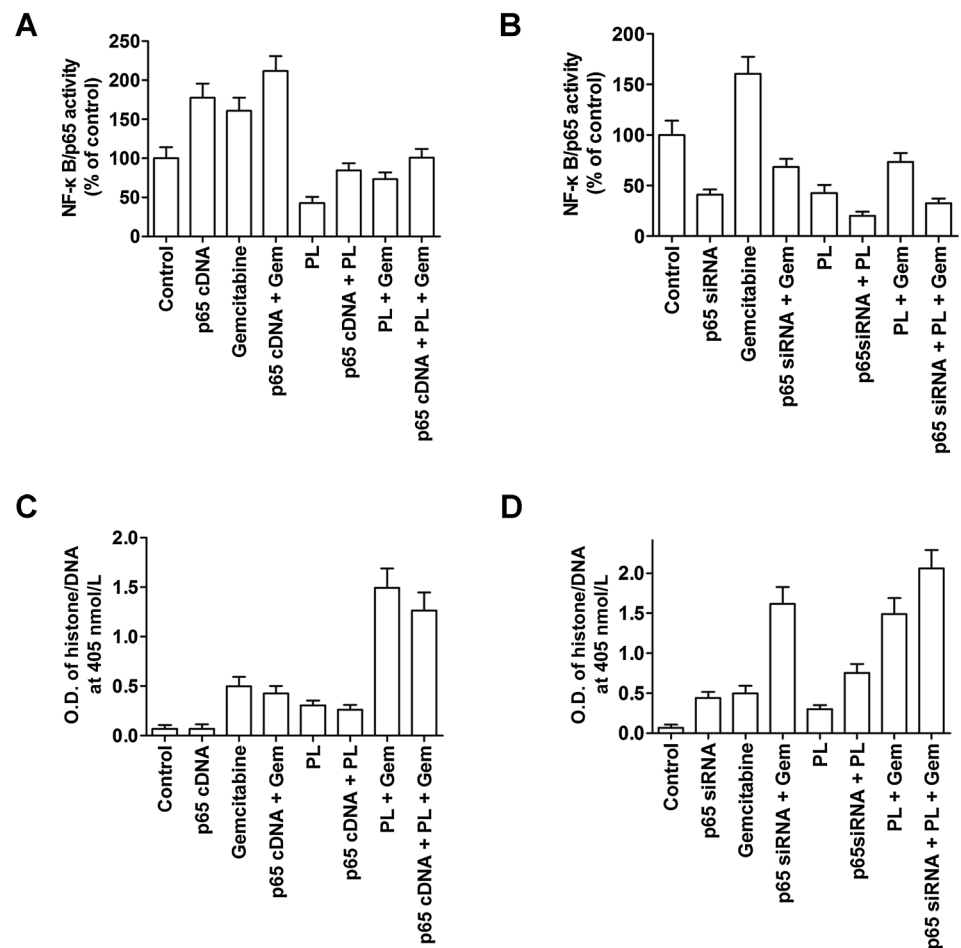 A
NF-κ B/p65 activity
(% of control)
250
200
150
100
50
0
Control
p65 cDNA
Gemcitabine
p65 cDNA + Gem
PL
p65 cDNA + PL
PL + Gem
p65 cDNA + PL + Gem
B
NF-κ B/p65 activity
(% of control)
200
150
100
50
0
Control
p65 siRNA
Gemcitabine
p65 siRNA + Gem
PL
p65siRNA + PL
PL + Gem
p65 siRNA + PL + Gem
C
O.D. of histone/DNA
at 405 nmol/L
2.0
1.5
1.0
0.5
0.0
Control
p65 cDNA
Gemcitabine
p65 cDNA + Gem
PL
p65 cDNA + PL
PL + Gem
p65 cDNA + PL + Gem
D
O.D. of histone/DNA
at 405 nmol/L
2.0
1.5
1.0
0.5
0.0
Control
p65 siRNA
Gemcitabine
p65 siRNA + Gem
PL
p65siRNA + PL
PL + Gem
p65 siRNA + PL + Gem